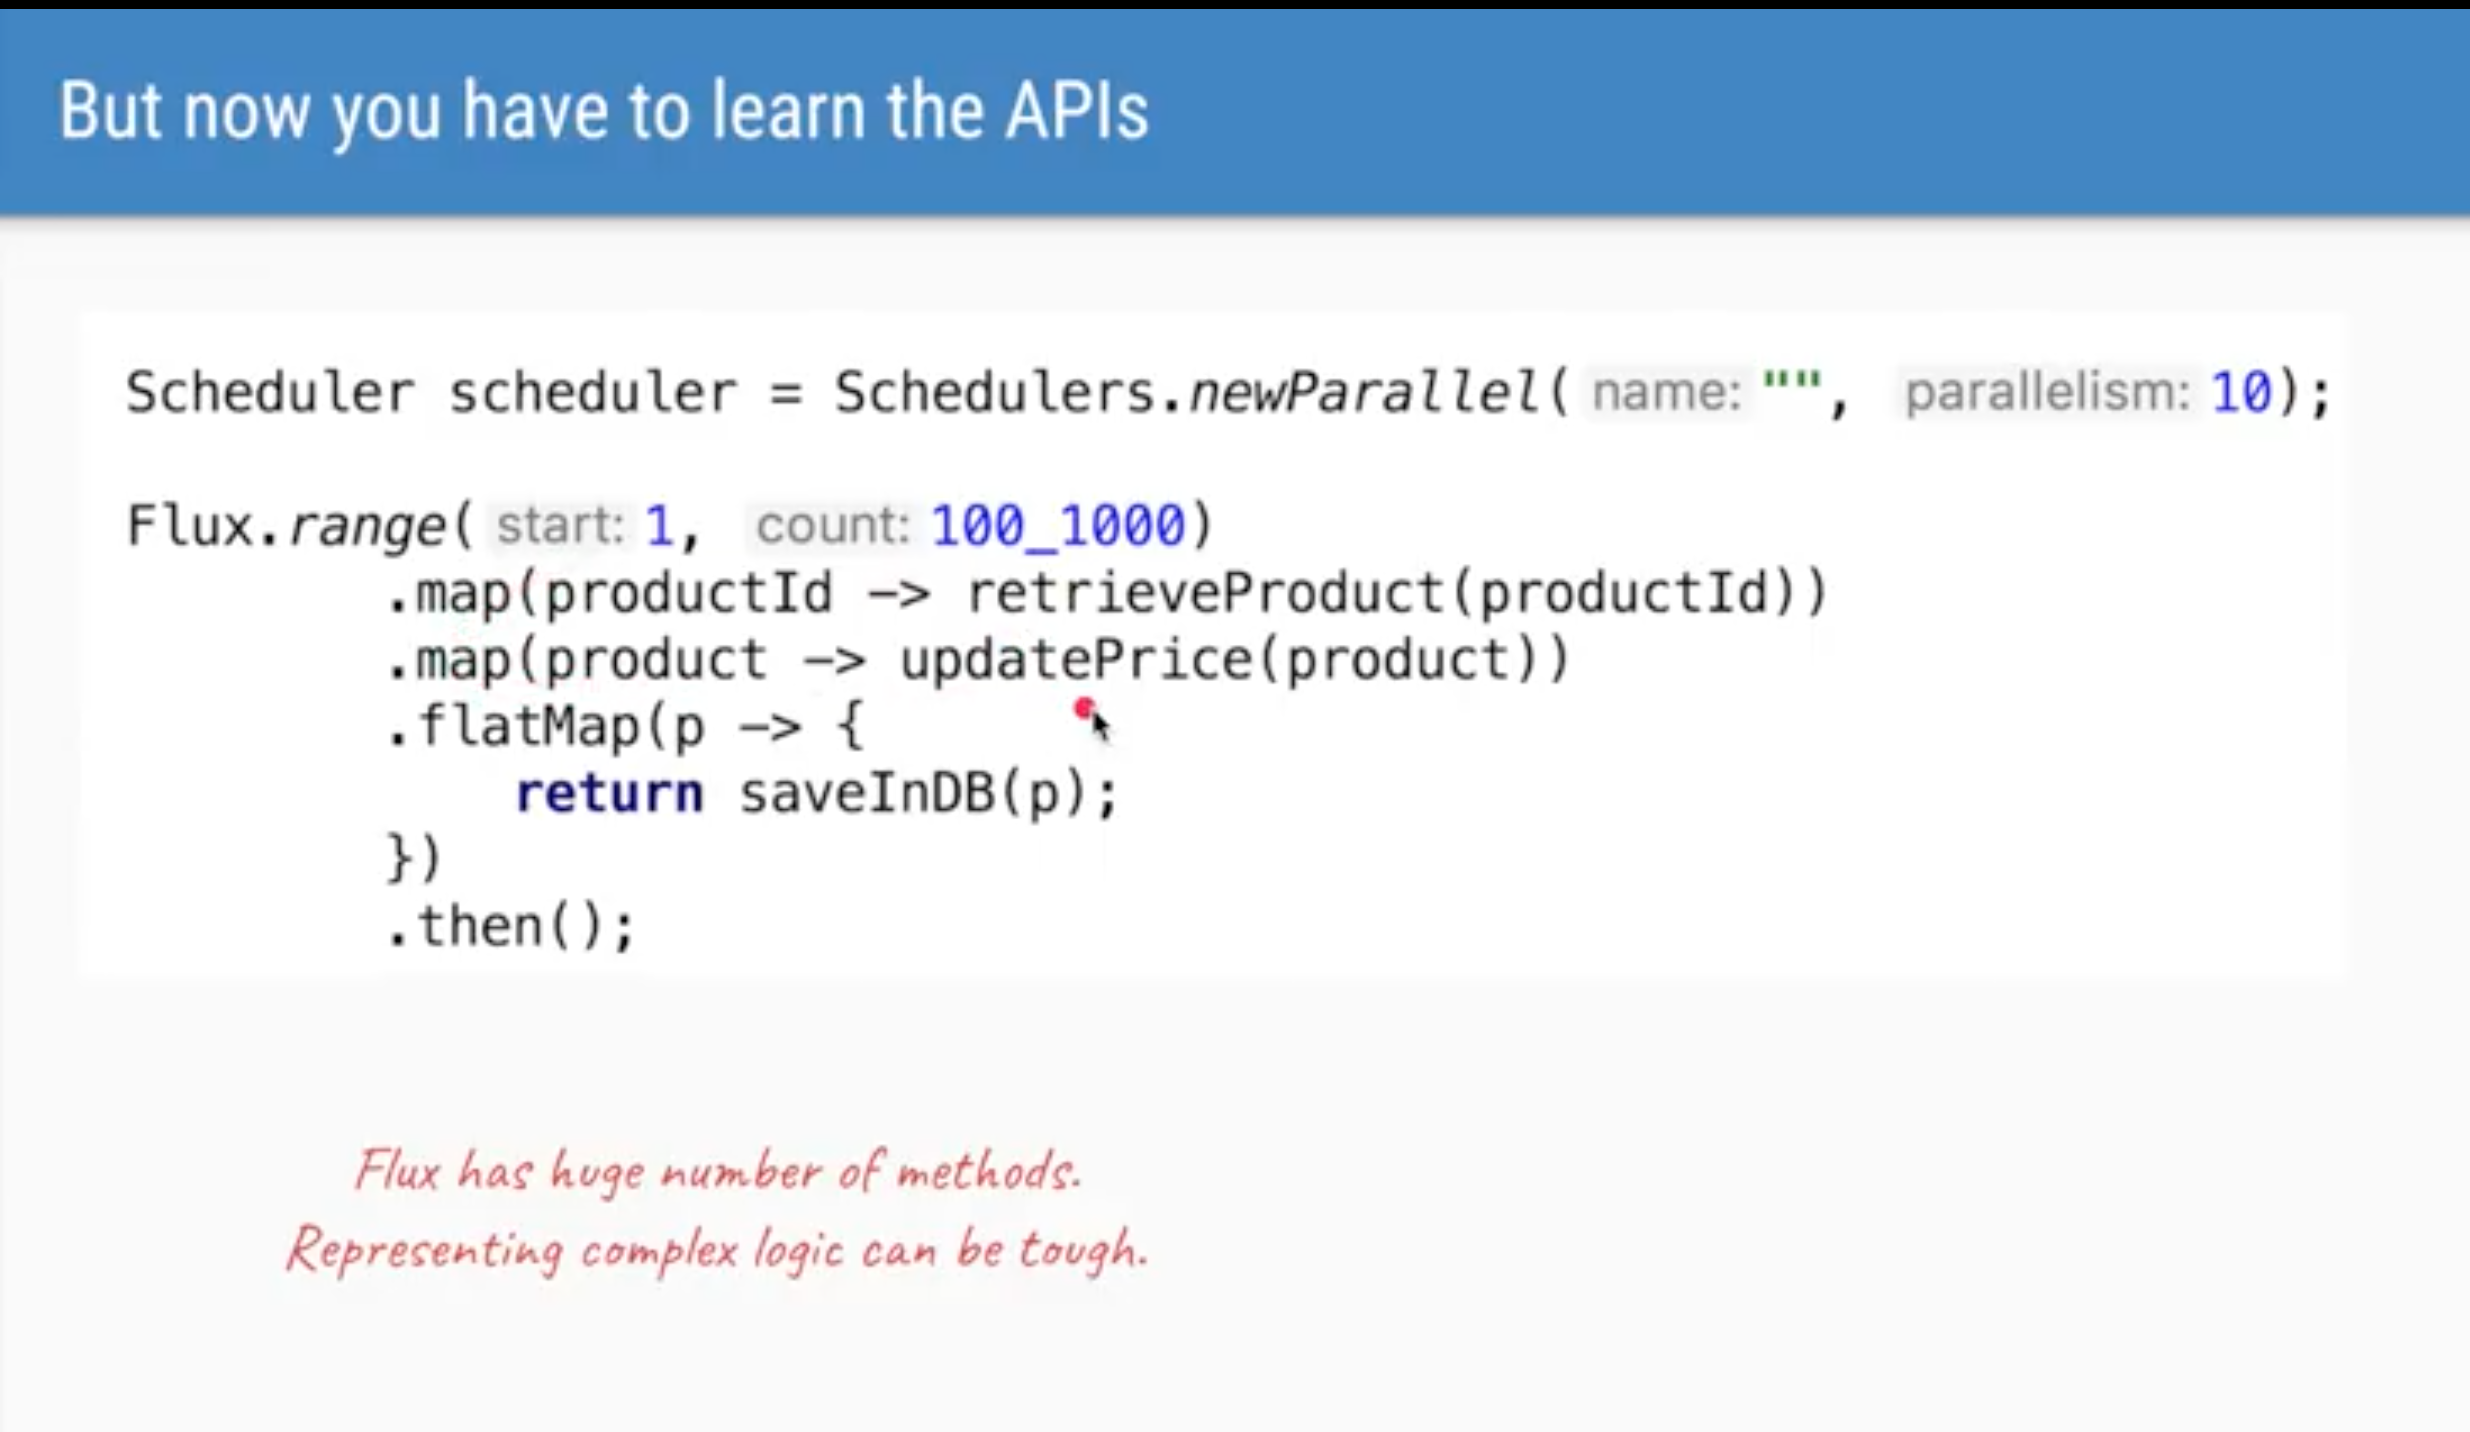 But now you have to learn the APIs
Scheduler scheduler = Schedulers.newParallel( name: "", parallelism: 10);
Flux.range( start: 1, count: 100_1000)
.map(productId -> retrieveProduct(productId))
.map(product -> updatePrice(product))
.flatMap(p -> {
return saveInDB(p);
})
.then();
Flux has huge number of methods.
Representing complex logic can be tough.